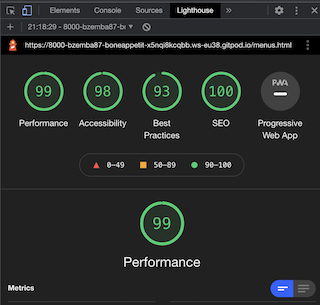 Elements Console Sources Lighthouse »
21:18:29 - 8000-bzemba87-bo
https://8000-bzemba87-boneappetit-x5nqi8kcqbb.ws-eu38.gitpod.io/menus.html
99 98 93 100 PWA
Performance Accessibility Best Practices SEO Progressive Web App
0–49 50–89 90–100
99
Performance
Metrics